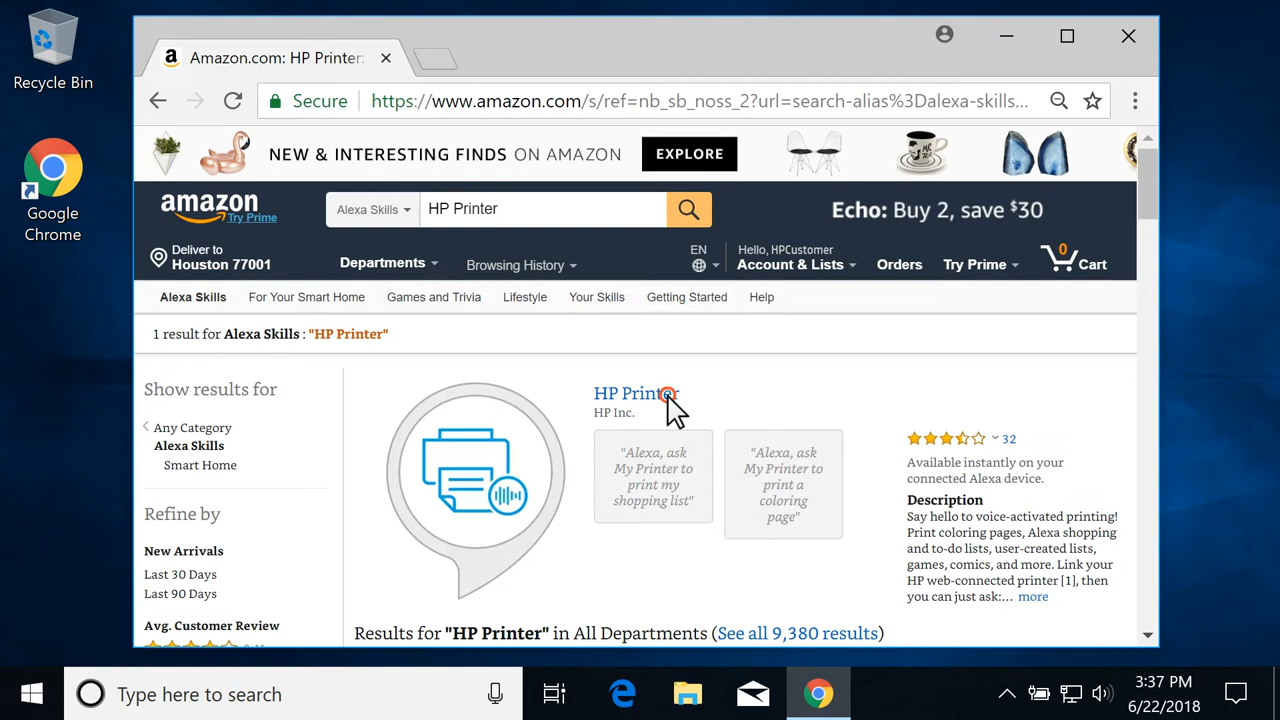 Recycle Bin
Google
Chrome
Amazon.com: HP Printer:
Secure
https://www.amazon.com/s/ref=nb_sb_noss_2?url=search-alias%3Dalexa-skills...
NEW & INTERESTING FINDS ON AMAZON
EXPLORE
amazon
Try Prime
Alexa Skills
HP Printer
Echo: Buy 2, save $30
Deliver to
Houston 77001
Departments
Browsing History
EN
Hello, HPCustomer
Account & Lists
Orders
Try Prime
0
Cart
Alexa Skills
For Your Smart Home
Games and Trivia
Lifestyle
Your Skills
Getting Started
Help
1 result for Alexa Skills : "HP Printer"
Show results for
Any Category
Alexa Skills
Smart Home
Refine by
New Arrivals
Last 30 Days
Last 90 Days
Avg. Customer Review
HP Printer
HP Inc.
"Alexa, ask
My Printer to
print my
shopping list"
"Alexa, ask
My Printer to
print a
coloring
page"
32
Available instantly on your
connected Alexa device.
Description
Say hello to voice-activated printing!
Print coloring pages, Alexa shopping
and to-do lists, user-created lists,
games, comics, and more. Link your
HP web-connected printer [1], then
you can just ask:... more
Results for "HP Printer" in All Departments (See all 9,380 results)
Type here to search
3:37 PM
6/22/2018